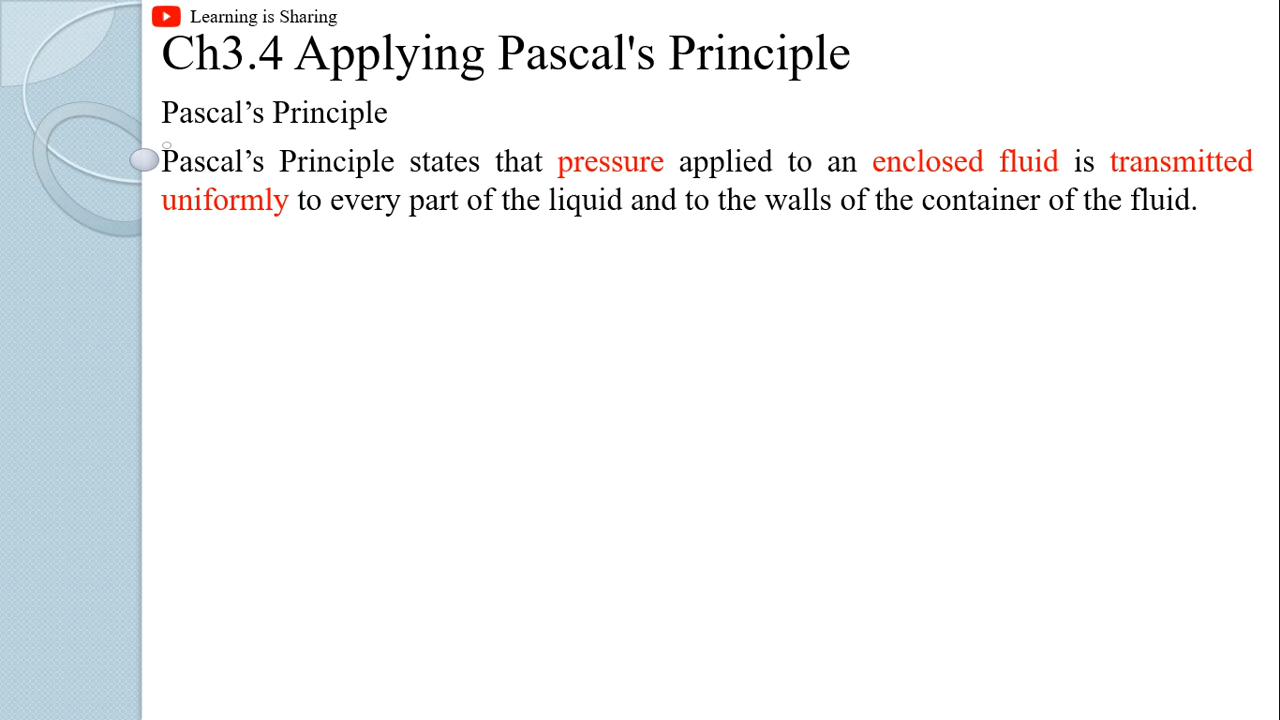 Learning is Sharing
Ch3.4 Applying Pascal's Principle
Pascal’s Principle
Pascal’s Principle states that pressure applied to an enclosed fluid is transmitted
uniformly to every part of the liquid and to the walls of the container of the fluid.